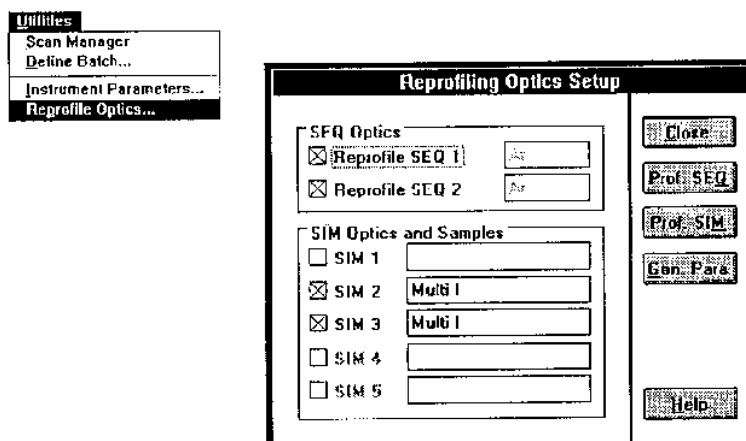 Utilities
Scan Manager
Define Batch...
Instrument Parameters...
Reprofile Optics...
Reprofiling Optics Setup
SEQ Optics
Reprofile SEQ 1 Ar
Reprofile SEQ 2 Ar
SIM Optics and Samples
SIM 1
SIM 2 Multi I
SIM 3 Multi I
SIM 4
SIM 5
Close
Prof. SEQ
Prof. SIM
Gen. Para
Help